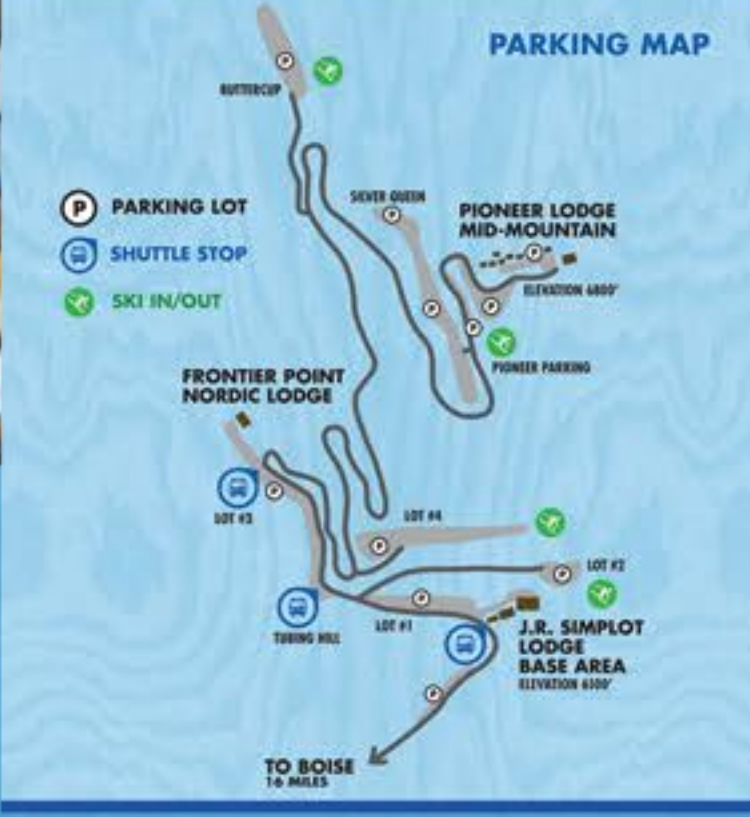 PARKING MAP
BUTTERCUP
P PARKING LOT
SHUTTLE STOP
SKI IN/OUT
SILVER QUEEN
PIONEER LODGE
MID-MOUNTAIN
ELEVATION 6800'
PIONEER PARKING
FRONTIER POINT
NORDIC LODGE
LOT #3
LOT #4
LOT #2
TUBING HILL
LOT #1
J.R. SIMPLOT
LODGE
BASE AREA
ELEVATION 6100'
TO BOISE
16 MILES